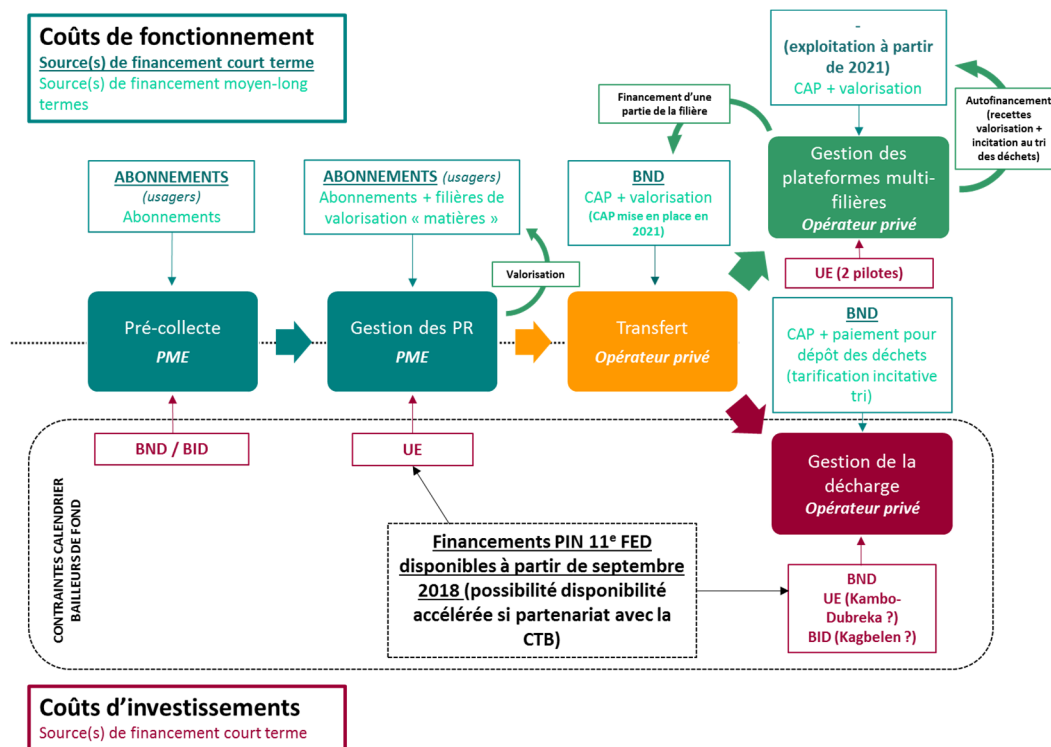 Coûts de fonctionnement
Source(s) de financement court terme
Source(s) de financement moyen-long
termes
-
(exploitation à partir
de 2021)
CAP + valorisation
Financement d'une
partie de la filière
Autofinancement
(recettes
valorisation +
incitation au tri
des déchets)
ABONNEMENTS
(usagers)
Abonnements
ABONNEMENTS (usagers)
Abonnements + filières de
valorisation « matières »
BND
CAP + valorisation
(CAP mise en place en
2021)
Gestion des
plateformes multi-
filières
Opérateur privé
Valorisation
UE (2 pilotes)
Pré-collecte
PME
Gestion des PR
PME
Transfert
Opérateur privé
BND
CAP + paiement pour
dépôt des déchets
(tarification incitative
tri)
BND / BID
UE
Gestion de la
décharge
Opérateur privé
CONTRAINTES CALENDRIER
BAILLEURS DE FOND
Financements PIN 11e FED
disponibles à partir de septembre
2018 (possibilité disponibilité
accélérée si partenariat avec la
CTB)
BND
UE (Kambo-
Dubreka ?)
BID (Kagbelen ?)
Coûts d'investissements
Source(s) de financement court terme